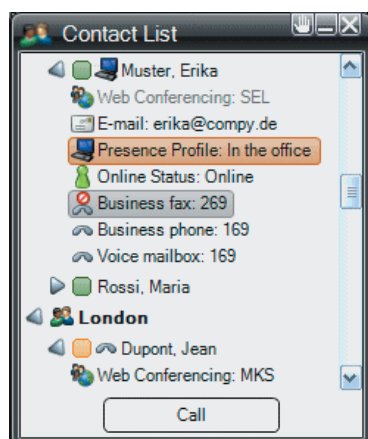 Contact List
Muster, Erika
Web Conferencing: SEL
E-mail: erika@compy.de
Presence Profile: In the office
Online Status: Online
Business fax: 269
Business phone: 169
Voice mailbox: 169
Rossi, Maria
London
Dupont, Jean
Web Conferencing: MKS
Call